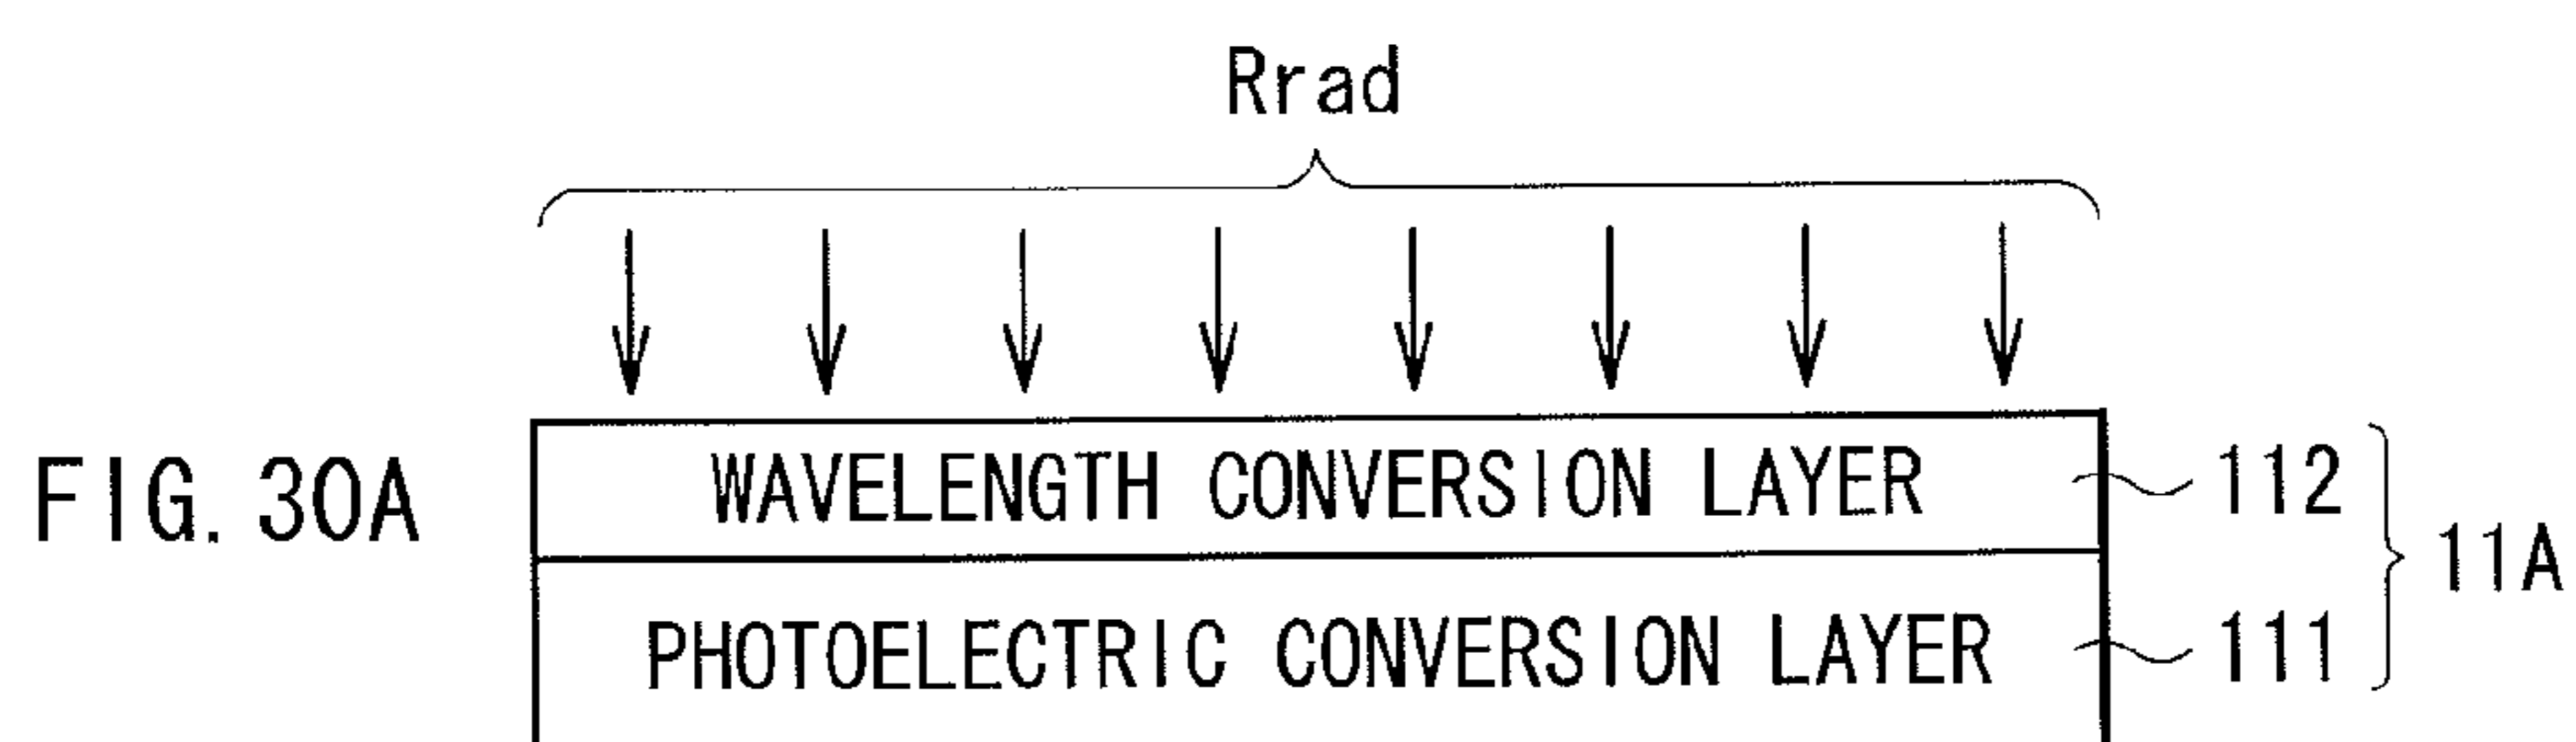 Rrad
FIG. 30A
WAVELENGTH CONVERSION LAYER
112
11A
PHOTOELECTRIC CONVERSION LAYER
111